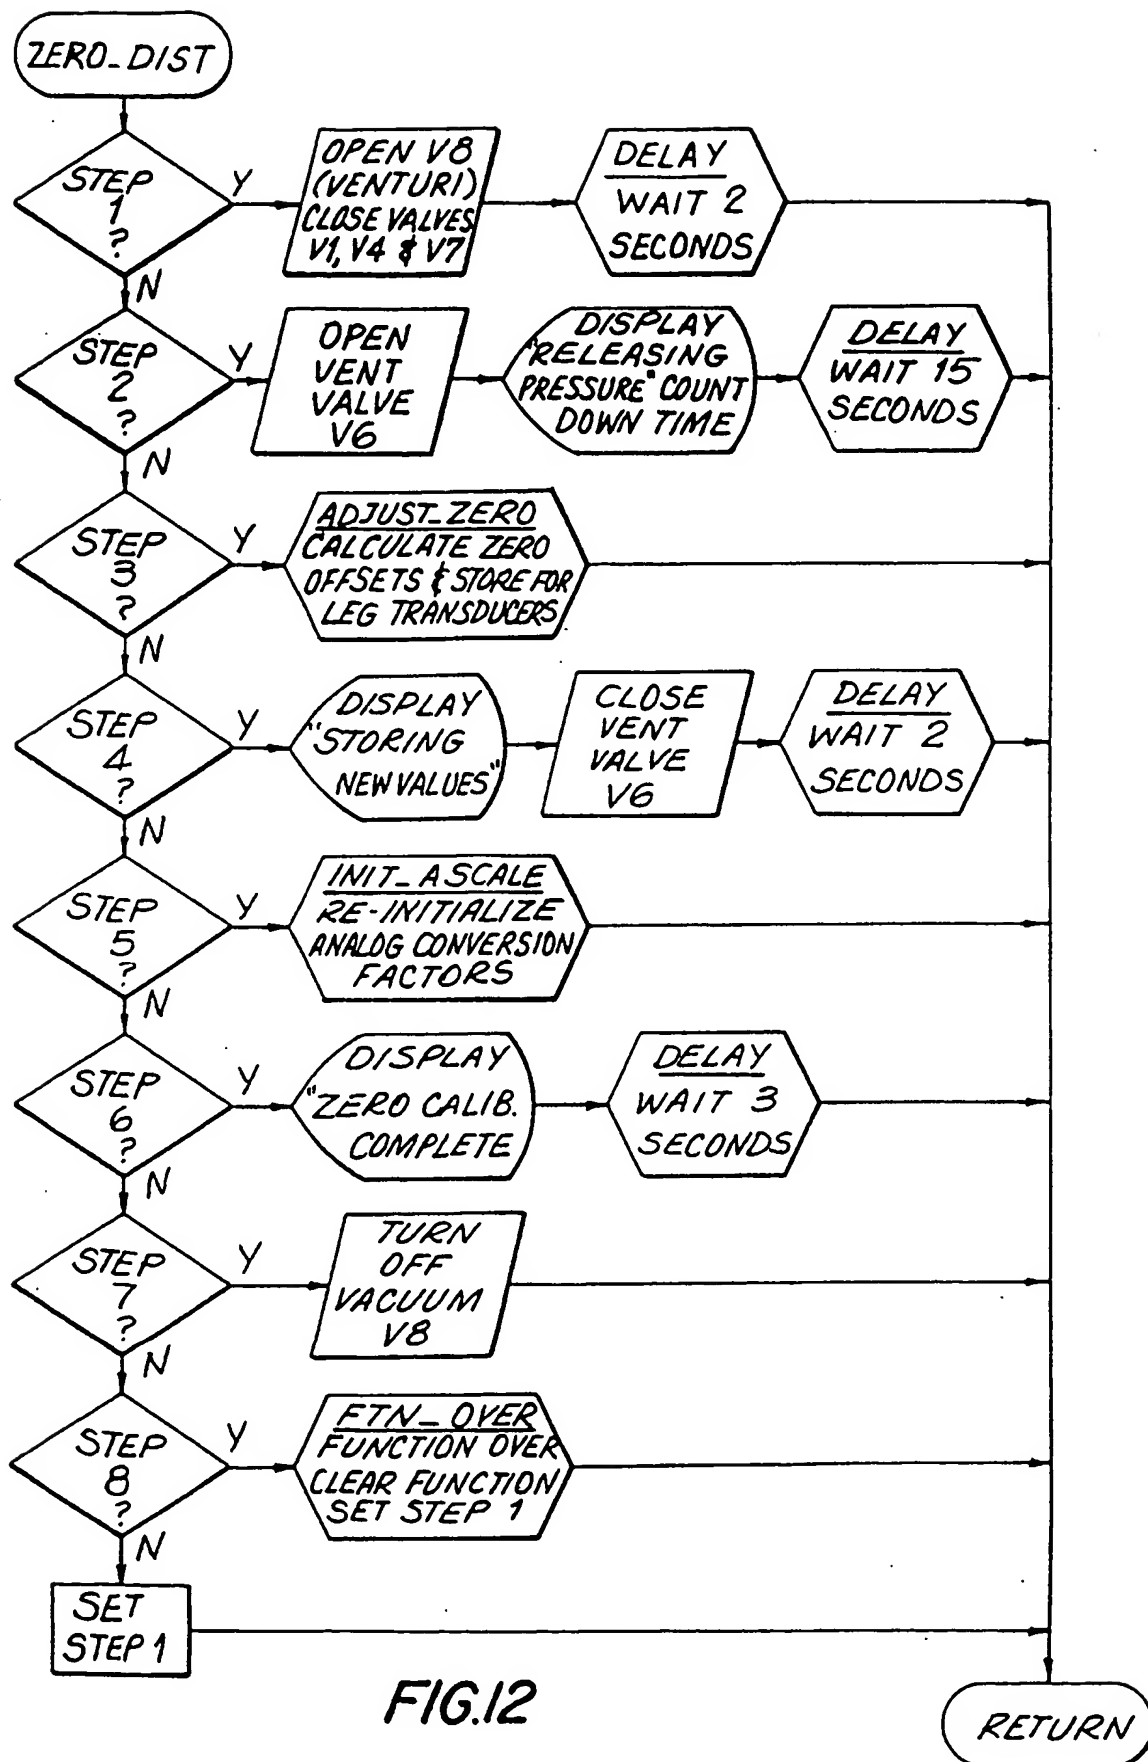 ZERO_DIST
STEP
1
?
Y
OPEN V8
(VENTURI)
CLOSE VALVES
V1, V4 & V7
DELAY
WAIT 2
SECONDS
N
STEP
2
?
Y
OPEN
VENT
VALVE
V6
DISPLAY
"RELEASING
PRESSURE" COUNT
DOWN TIME
DELAY
WAIT 15
SECONDS
N
STEP
3
?
Y
ADJUST_ZERO
CALCULATE ZERO
OFFSETS & STORE FOR
LEG TRANSDUCERS
N
STEP
4
?
Y
DISPLAY
"STORING
NEW VALUES"
CLOSE
VENT
VALVE
V6
DELAY
WAIT 2
SECONDS
N
STEP
5
?
Y
INIT_ASCALE
RE-INITIALIZE
ANALOG CONVERSION
FACTORS
N
STEP
6
?
Y
DISPLAY
"ZERO CALIB.
COMPLETE
DELAY
WAIT 3
SECONDS
N
STEP
7
?
Y
TURN
OFF
VACUUM
V8
N
STEP
8
?
Y
FTN_OVER
FUNCTION OVER
CLEAR FUNCTION
SET STEP 1
N
SET
STEP 1
RETURN
FIG.12